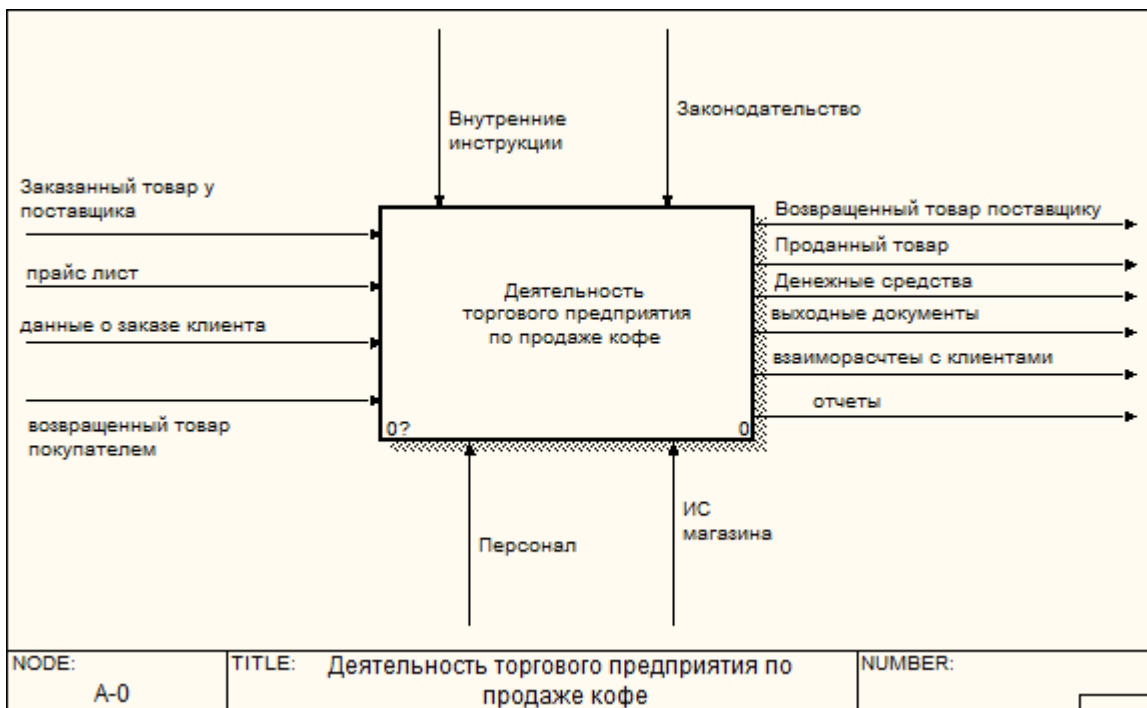 Внутренние
инструкции
Законодательство
Заказанный товар у
поставщика
прайс лист
данные о заказе клиента
возвращенный товар
покупателем
Деятельность
торгового предприятия
по продаже кофе
0?
0
Возвращенный товар поставщику
Проданный товар
Денежные средства
выходные документы
взаиморасчтеы с клиентами
отчеты
Персонал
ИС
магазина
NODE:
A-0
TITLE:
Деятельность торгового предприятия по
продаже кофе
NUMBER: